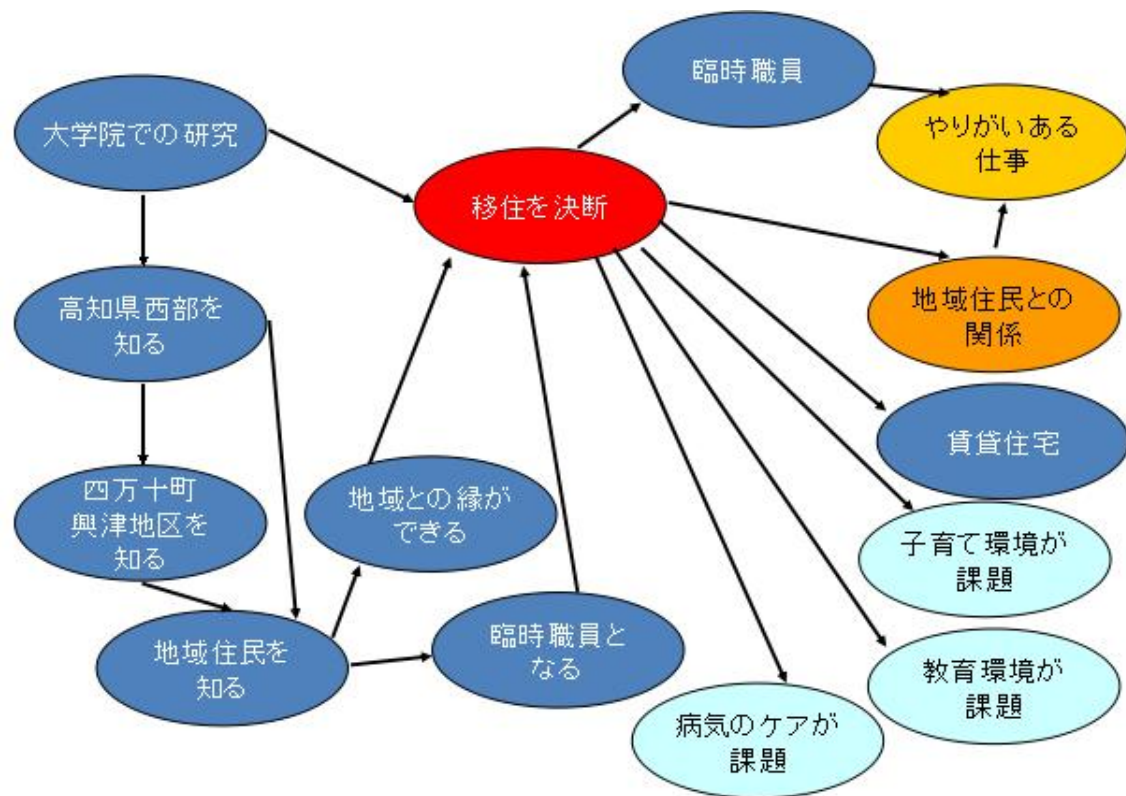 臨時職員
大学院での研究
やりがいある
仕事
移住を決断
高知県西部を
知る
地域住民との
関係
賃貸住宅
四万十町
興津地区を
知る
地域との縁が
できる
子育て環境が
課題
地域住民を
知る
臨時職員と
なる
教育環境が
課題
病気のケアが
課題